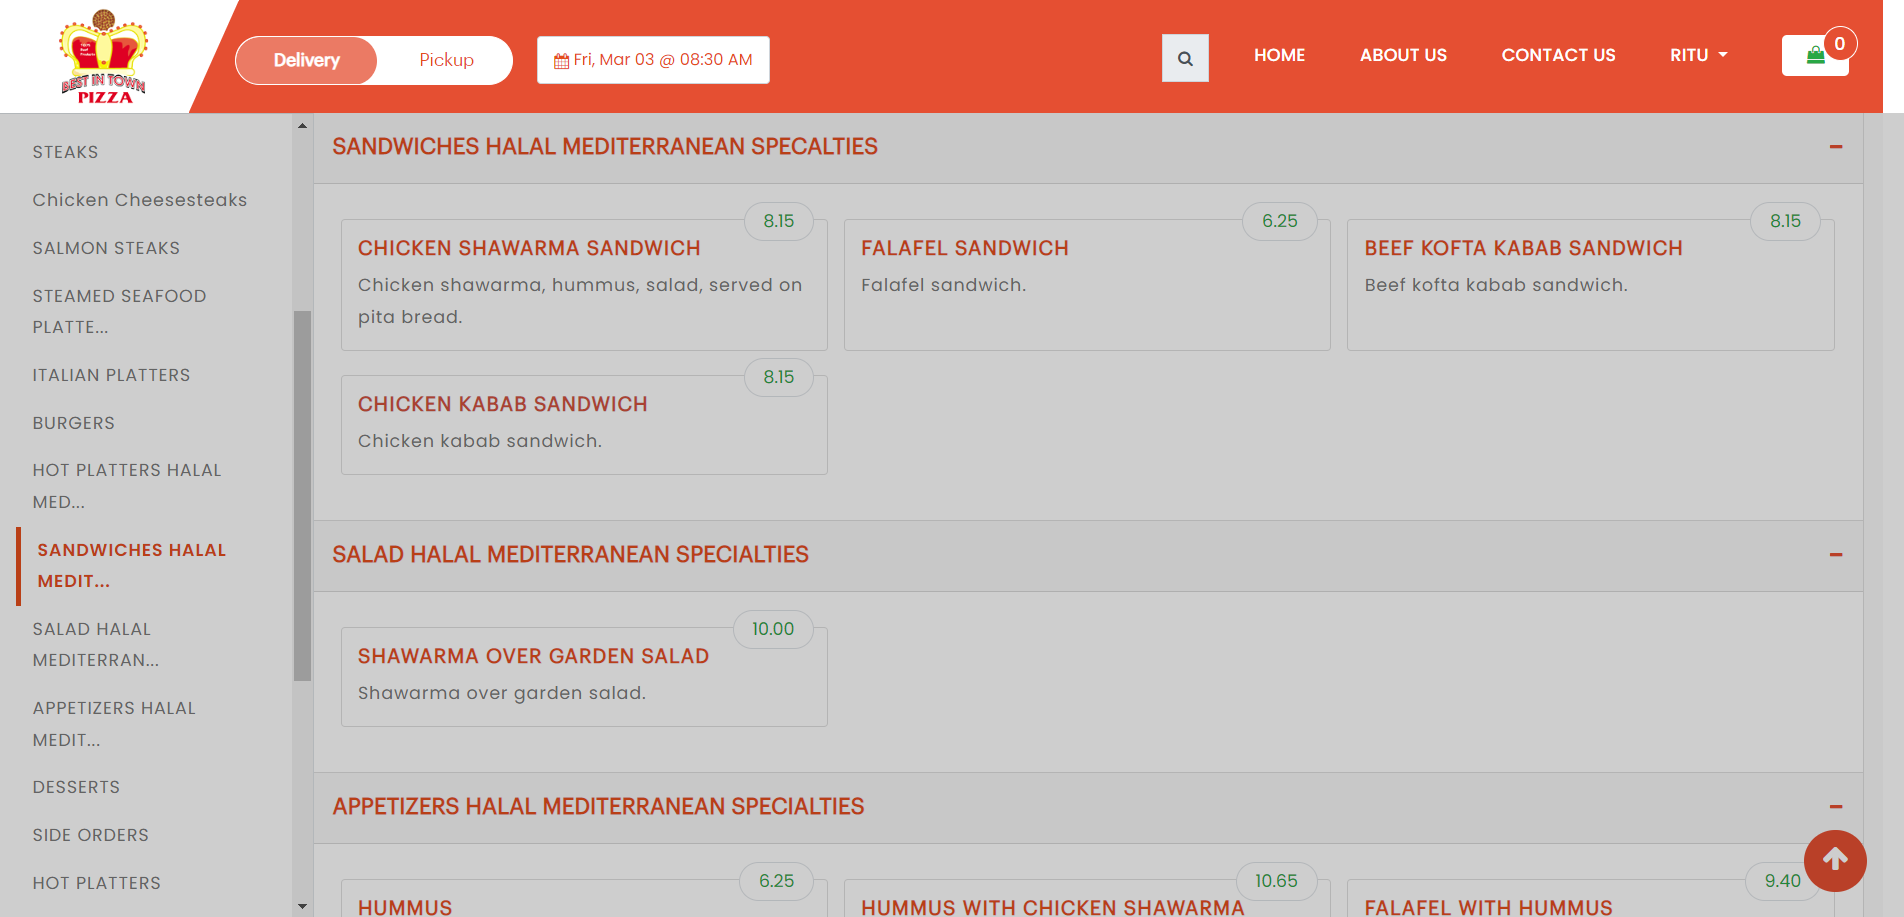 BEST IN TOWN
PIZZA
Delivery
Pickup
Fri, Mar 03 @ 08:30 AM
HOME
ABOUT US
CONTACT US
RITU
0
STEAKS
Chicken Cheesesteaks
SALMON STEAKS
STEAMED SEAFOOD
PLATTE...
ITALIAN PLATTERS
BURGERS
HOT PLATTERS HALAL
MED...
SANDWICHES HALAL
MEDIT...
SALAD HALAL
MEDITERRAN...
APPETIZERS HALAL
MEDIT...
DESSERTS
SIDE ORDERS
HOT PLATTERS
SANDWICHES HALAL MEDITERRANEAN SPECALTIES
8.15
CHICKEN SHAWARMA SANDWICH
Chicken shawarma, hummus, salad, served on
pita bread.
6.25
FALAFEL SANDWICH
Falafel sandwich.
8.15
BEEF KOFTA KABAB SANDWICH
Beef kofta kabab sandwich.
8.15
CHICKEN KABAB SANDWICH
Chicken kabab sandwich.
SALAD HALAL MEDITERRANEAN SPECIALTIES
10.00
SHAWARMA OVER GARDEN SALAD
Shawarma over garden salad.
APPETIZERS HALAL MEDITERRANEAN SPECIALTIES
6.25
HUMMUS
10.65
HUMMUS WITH CHICKEN SHAWARMA
9.40
FALAFEL WITH HUMMUS